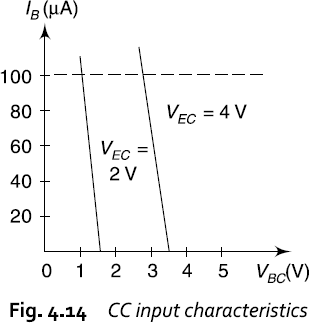 I_B (μA)
100
80
60
40
20
V_EC = 4 V
V_EC =
2 V
0 1 2 3 4 5 V_BC(V)
Fig. 4.14 CC input characteristics